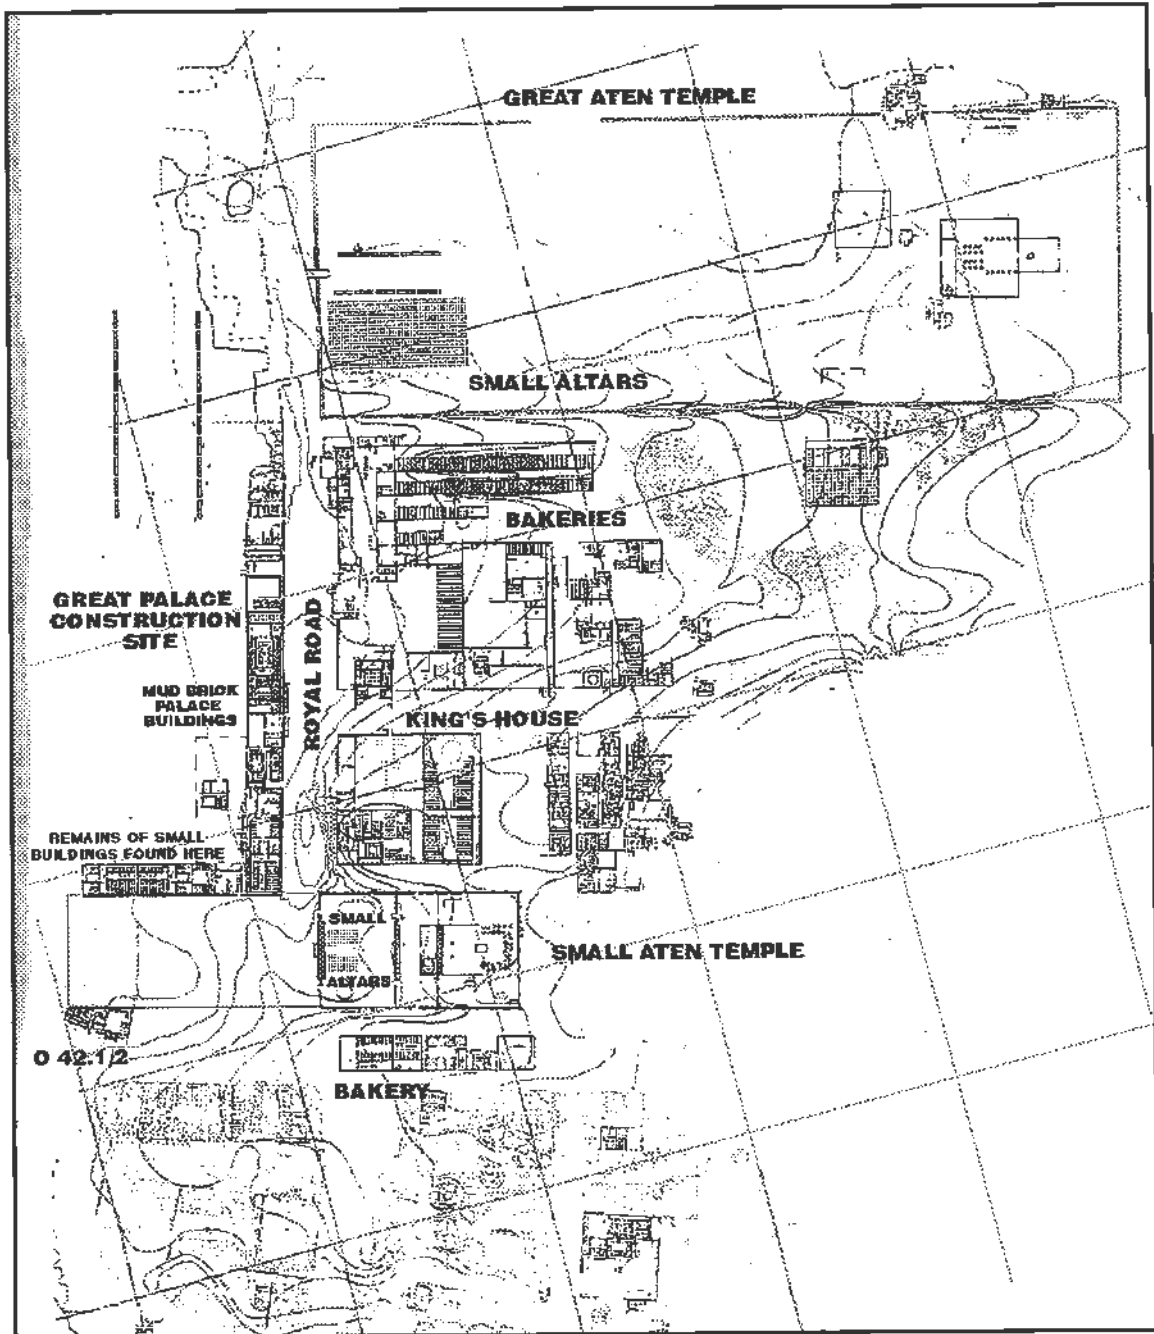 GREAT ATEN TEMPLE
SMALL ALTARS
BAKERIES
GREAT PALACE
CONSTRUCTION
SITE
ROYAL ROAD
MUD BRICK
PALACE
BUILDINGS
KING'S HOUSE
REMAINS OF SMALL
BUILDINGS FOUND HERE
SMALL
ALTARS
SMALL ATEN TEMPLE
O 42.1/2
BAKERY